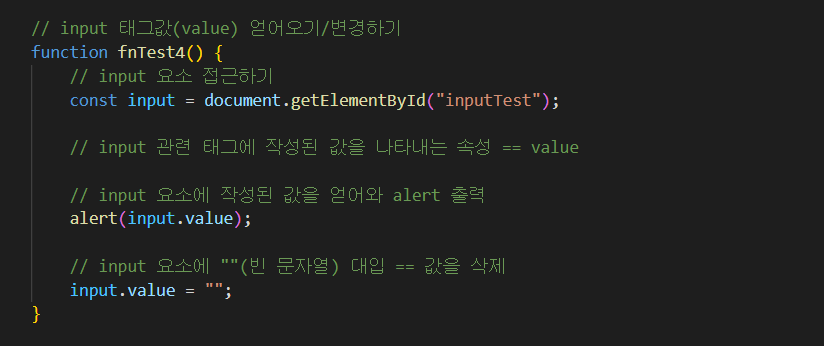 // input 태그값(value) 얻어오기/변경하기
function fnTest4() {
// input 요소 접근하기
const input = document.getElementById("inputTest");
// input 관련 태그에 작성된 값을 나타내는 속성 == value
// input 요소에 작성된 값을 얻어와 alert 출력
alert(input.value);
// input 요소에 ""(빈 문자열) 대입 == 값을 삭제
input.value = "";
}